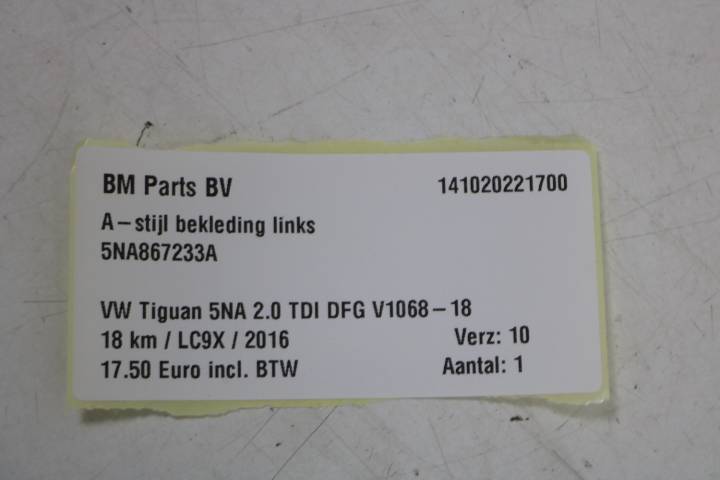 BM Parts BV 141020221700
A-stijl bekleding links
5NA867233A
VW Tiguan 5NA 2.0 TDI DFG V1068-18
18 km / LC9X / 2016 Verz: 10
17.50 Euro incl. BTW Aantal: 1